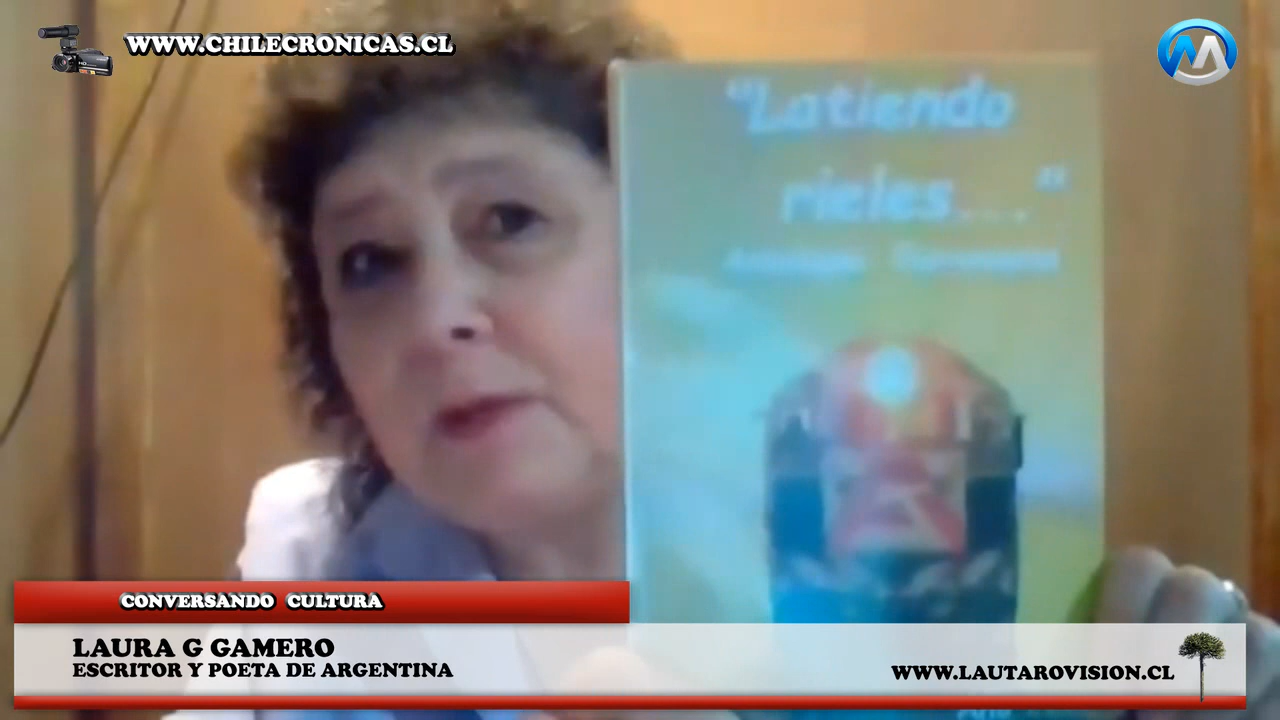 WWW.CHILECRONICAS.CL
"Latiendo
rieles...."
CONVERSANDO CULTURA
LAURA G GAMERO
ESCRITOR Y POETA DE ARGENTINA
WWW.LAUTAROVISION.CL